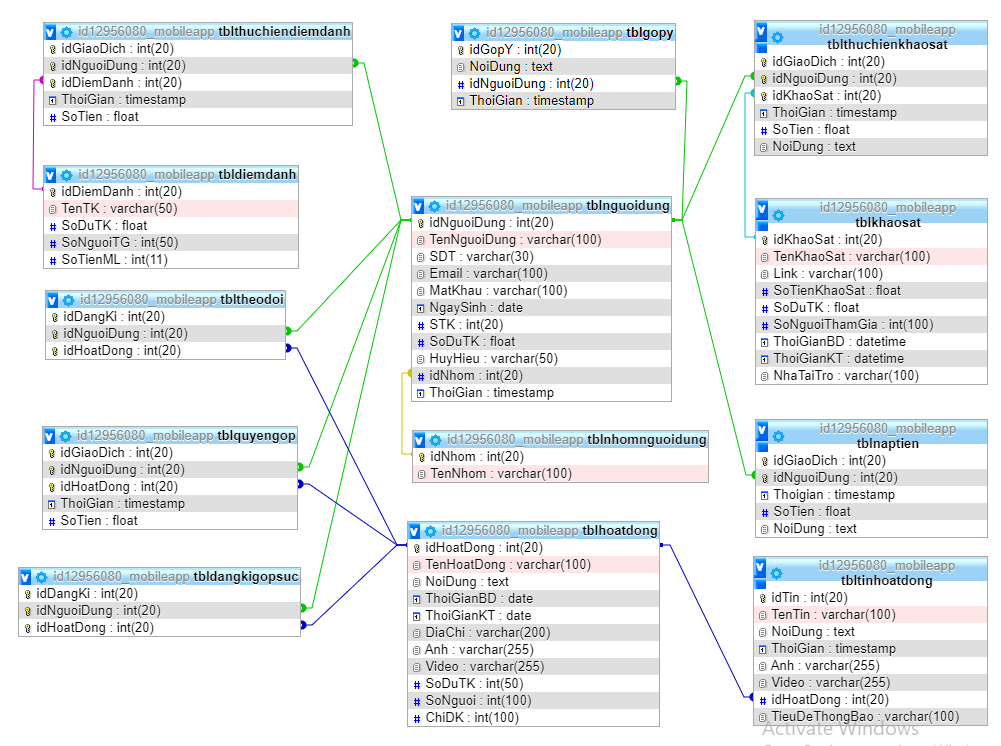 id12956080_mobileapp tblthuchiendiemdanh
idGiaoDich : int(20)
idNguoiDung : int(20)
idDiemDanh : int(20)
ThoiGian : timestamp
SoTien : float
id12956080_mobileapp tbldiemdanh
idDiemDanh : int(20)
TenTK : varchar(50)
SoDuTK : float
SoNguoiTG : int(50)
SoTienML : int(11)
id12956080_mobileapp tbltheodoi
idDangKi : int(20)
idNguoiDung : int(20)
idHoatDong : int(20)
id12956080_mobileapp tblquyengop
idGiaoDich : int(20)
idNguoiDung : int(20)
idHoatDong : int(20)
ThoiGian : timestamp
SoTien : float
id12956080_mobileapp tbldangkigopsuc
idDangKi : int(20)
idNguoiDung : int(20)
idHoatDong : int(20)
id12956080_mobileapp tblgopy
idGopY : int(20)
NoiDung : text
idNguoiDung : int(20)
ThoiGian : timestamp
id12956080_mobileapp tblnguoidung
idNguoiDung : int(20)
TenNguoiDung : varchar(100)
SDT : varchar(30)
Email : varchar(100)
MatKhau : varchar(100)
NgaySinh : date
STK : int(20)
SoDuTK : float
HuyHieu : varchar(50)
idNhom : int(20)
ThoiGian : timestamp
id12956080_mobileapp tblnhomnguoidung
idNhom : int(20)
TenNhom : varchar(100)
id12956080_mobileapp tblhoatdong
idHoatDong : int(20)
TenHoatDong : varchar(100)
NoiDung : text
ThoiGianBD : date
ThoiGianKT : date
DiaChi : varchar(200)
Anh : varchar(255)
Video : varchar(255)
SoDuTK : int(50)
SoNguoi : int(100)
ChiDK : int(100)
id12956080_mobileapp
tblthuchienkhaosat
idGiaoDich : int(20)
idNguoiDung : int(20)
idKhaoSat : int(20)
ThoiGian : timestamp
SoTien : float
NoiDung : text
id12956080_mobileapp
tblkhaosat
idKhaoSat : int(20)
TenKhaoSat : varchar(100)
Link : varchar(100)
SoTienKhaoSat : float
SoDuTK : float
SoNguoiThamGia : int(100)
ThoiGianBD : datetime
ThoiGianKT : datetime
NhaTaiTro : varchar(100)
id12956080_mobileapp
tblnaptien
idGiaoDich : int(20)
idNguoiDung : int(20)
Thoigian : timestamp
SoTien : float
NoiDung : text
id12956080_mobileapp
tbltinhoatdong
idTin : int(20)
TenTin : varchar(100)
NoiDung : text
ThoiGian : timestamp
Anh : varchar(255)
Video : varchar(255)
idHoatDong : int(20)
TieuDeThongBao : varchar(100)
Activate Windows